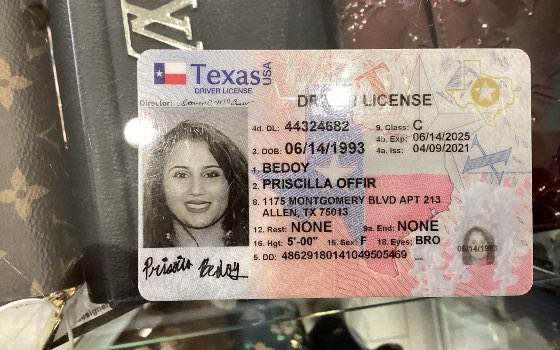 Texas USA
DRIVER LICENSE
Director:
DRIVER LICENSE
4d. DL: 44324682 9. Class: C
4b. Exp: 06/14/2025
3. DOB: 06/14/1993 4a. Iss: 04/09/2021
1. BEDOY
2. PRISCILLA OFFIR
8. 1175 MONTGOMERY BLVD APT 213
ALLEN, TX 75013
12. Rest: NONE 9a. End: NONE
16. Hgt: 5'-00" 15. Sex: F 18. Eyes: BRO
5. DD: 48629180141049505469
06/14/1993
Priscilla Bedoy